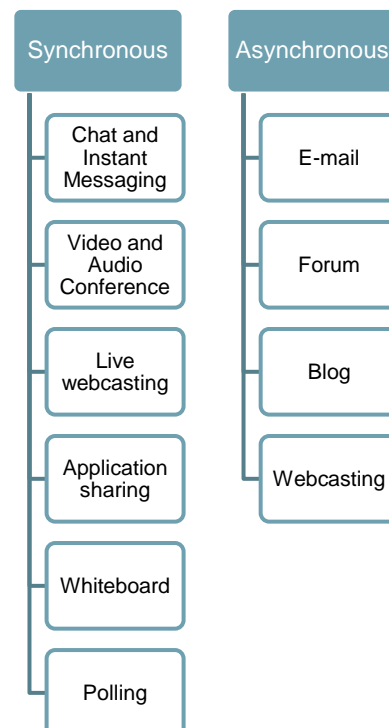 Synchronous
Chat and
Instant
Messaging
Video and
Audio
Conference
Live
webcasting
Application
sharing
Whiteboard
Polling
Asynchronous
E-mail
Forum
Blog
Webcasting